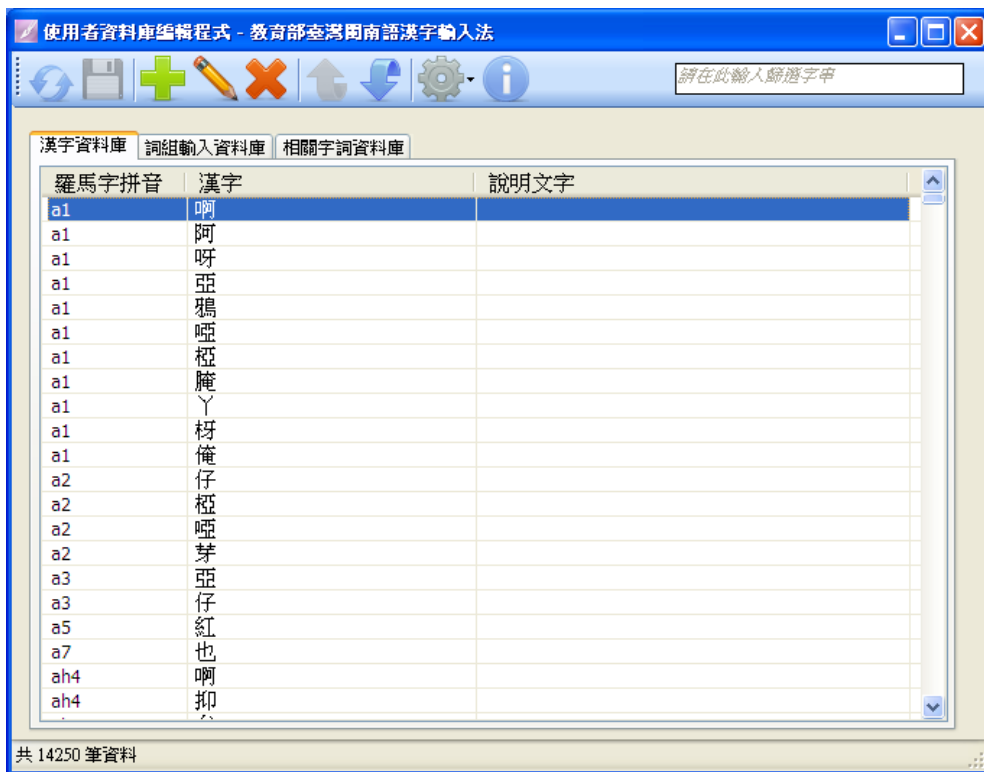 使用者資料庫編輯程式 - 教育部臺灣閩南語漢字輸入法
請在此輸入篩選字串
漢字資料庫 詞組輸入資料庫 相關字詞資料庫
羅馬字拼音 漢字 說明文字
a1 啊
a1 阿
a1 呀
a1 亞
a1 鴉
a1 啞
a1 椏
a1 腌
a1 丫
a1 枒
a1 俺
a2 仔
a2 椏
a2 啞
a2 芽
a3 亞
a3 仔
a5 紅
a7 也
ah4 啊
ah4 抑
共 14250 筆資料